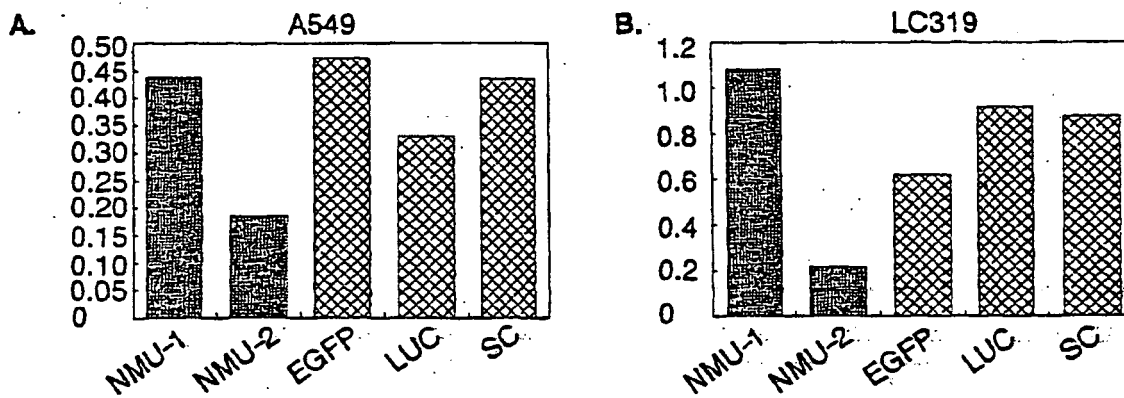 A.
A549
0.50
0.45
0.40
0.35
0.30
0.25
0.20
0.15
0.10
0.05
0
NMU-1
NMU-2
EGFP
LUC
SC
B.
LC319
1.2
1.0
0.8
0.6
0.4
0.2
0
NMU-1
NMU-2
EGFP
LUC
SC